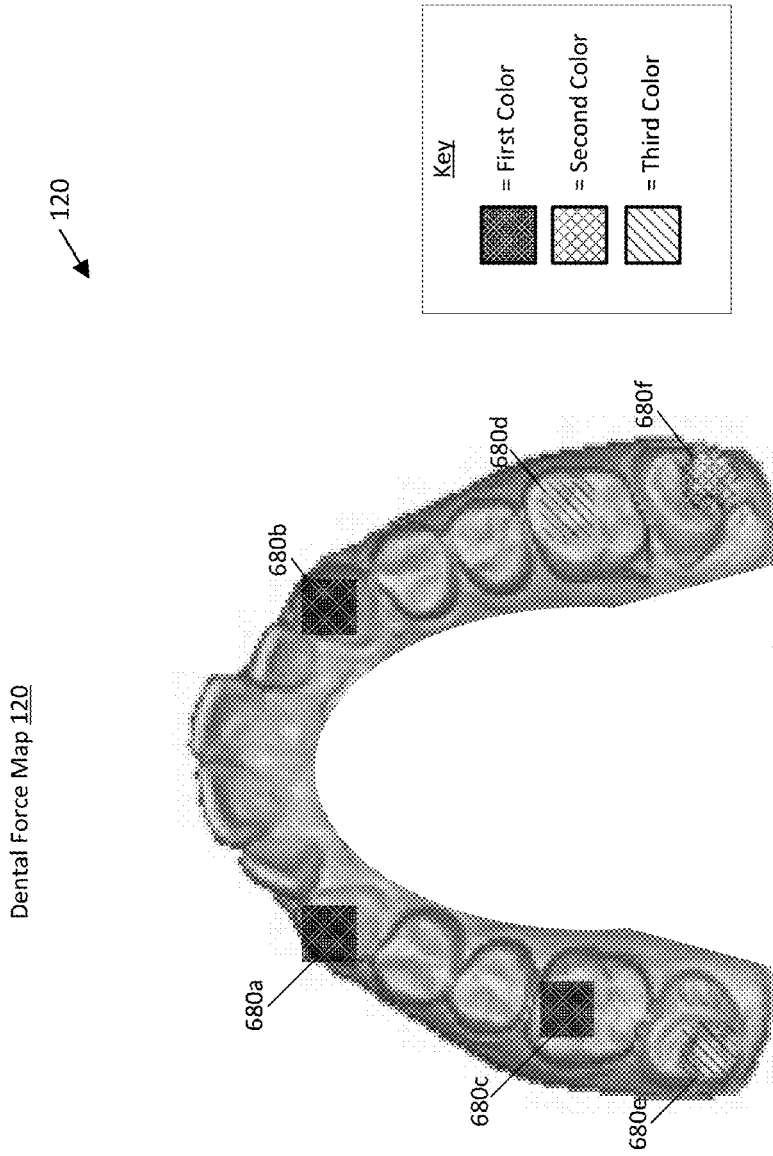 Dental Force Map 120
120
680a
680b
680c
680d
680e
680f
Key
= First Color
= Second Color
= Third Color